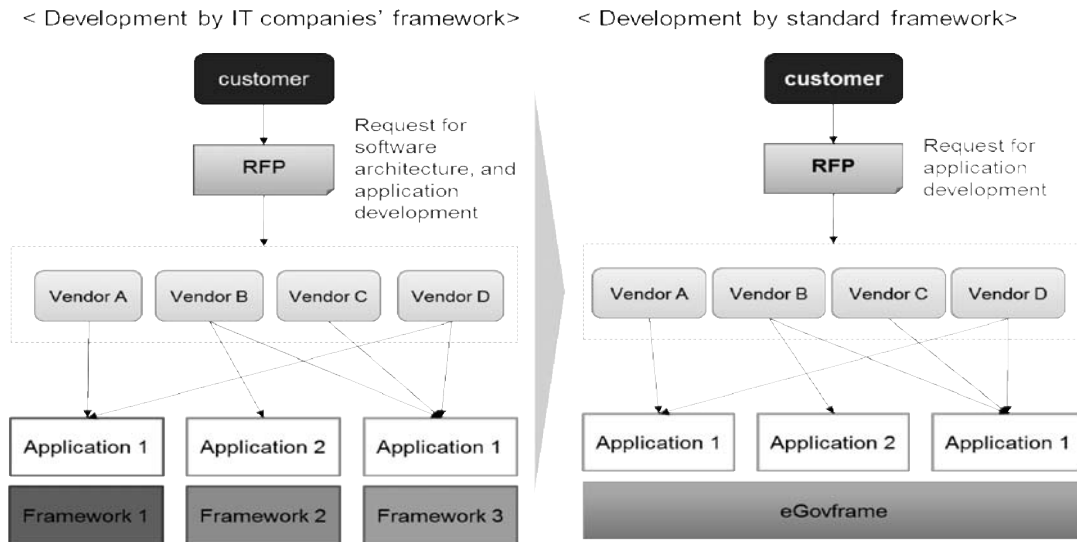 < Development by IT companies' framework>
< Development by standard framework>
customer
Request for
software
architecture, and
application
development
RFP
Vendor A
Vendor B
Vendor C
Vendor D
Application 1
Application 2
Application 1
Framework 1
Framework 2
Framework 3
customer
Request for
application
development
RFP
Vendor A
Vendor B
Vendor C
Vendor D
Application 1
Application 2
Application 1
eGovframe